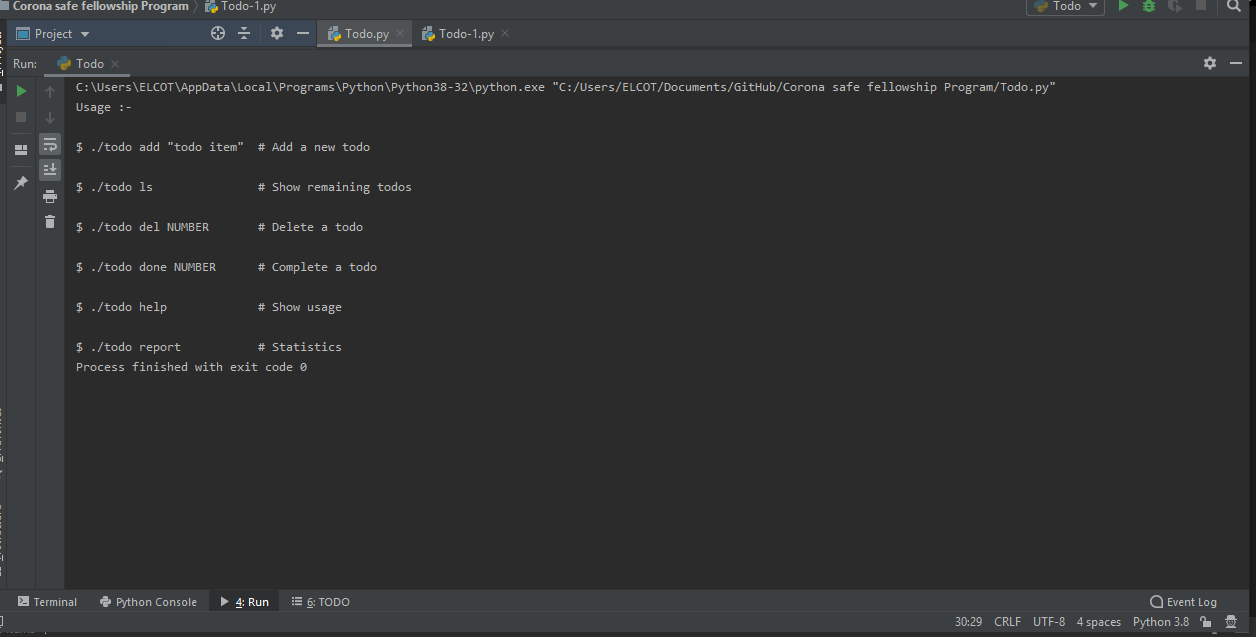 Corona safe fellowship Program Todo-1.py Todo
Project Todo.py Todo-1.py
Run: Todo
C:\Users\ELCOT\AppData\Local\Programs\Python\Python38-32\python.exe "C:/Users/ELCOT/Documents/GitHub/Corona safe fellowship Program/Todo.py"
Usage :-
$ ./todo add "todo item"  # Add a new todo
$ ./todo ls               # Show remaining todos
$ ./todo del NUMBER       # Delete a todo
$ ./todo done NUMBER      # Complete a todo
$ ./todo help             # Show usage
$ ./todo report           # Statistics
Process finished with exit code 0
Terminal Python Console 4: Run 6: TODO Event Log
30:29 CRLF UTF-8 4 spaces Python 3.8